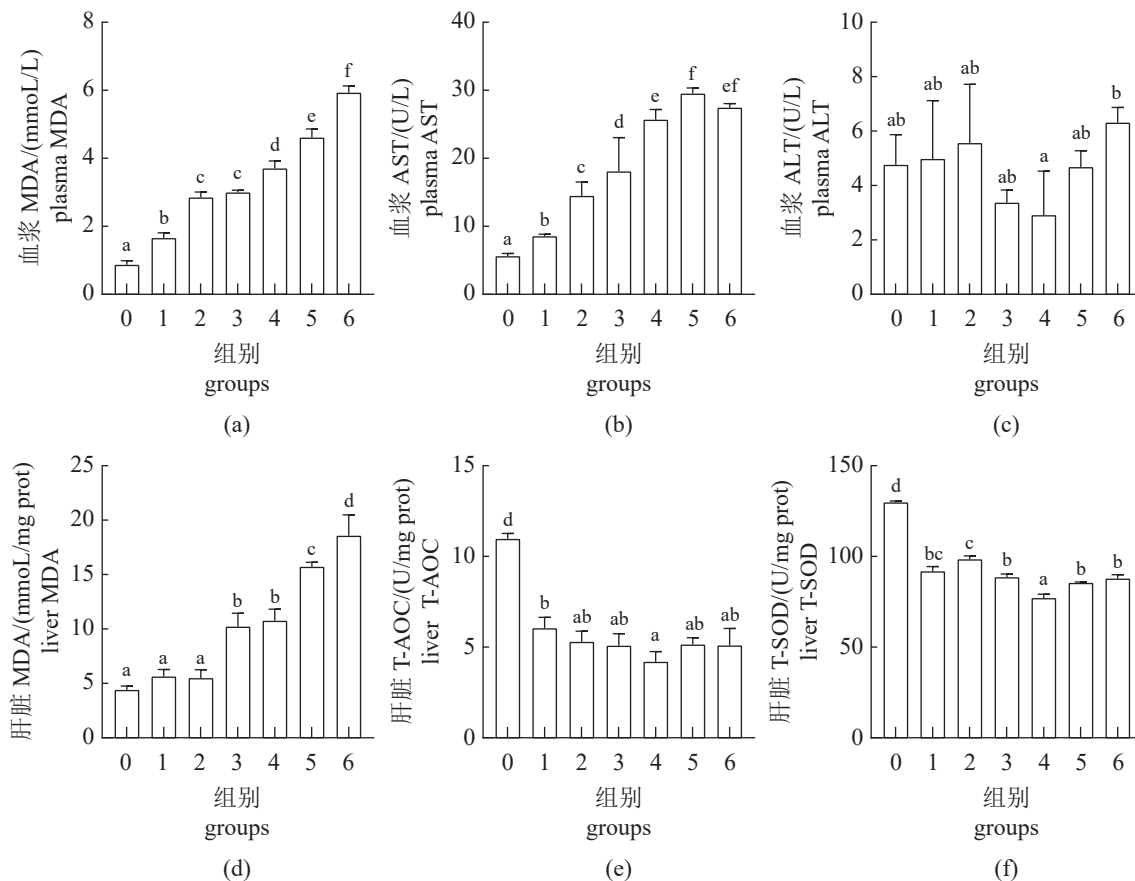 血浆 MDA/(mmoL/L)
plasma MDA
8
6
4
2
0
a
b
c
c
d
e
f
0 1 2 3 4 5 6
组别
groups
(a)
血浆 AST/(U/L)
plasma AST
40
30
20
10
0
a
b
c
d
e
f
ef
0 1 2 3 4 5 6
组别
groups
(b)
血浆 ALT/(U/L)
plasma ALT
10
8
6
4
2
0
ab
ab
ab
ab
a
ab
b
0 1 2 3 4 5 6
组别
groups
(c)
肝脏 MDA/(mmoL/mg prot)
liver MDA
25
20
15
10
5
0
a
a
a
b
b
c
d
0 1 2 3 4 5 6
组别
groups
(d)
肝脏 T-AOC/(U/mg prot)
liver T-AOC
15
10
5
0
d
b
ab
ab
a
ab
ab
0 1 2 3 4 5 6
组别
groups
(e)
肝脏 T-SOD/(U/mg prot)
liver T-SOD
150
100
50
0
d
bc
c
b
a
b
b
0 1 2 3 4 5 6
组别
groups
(f)